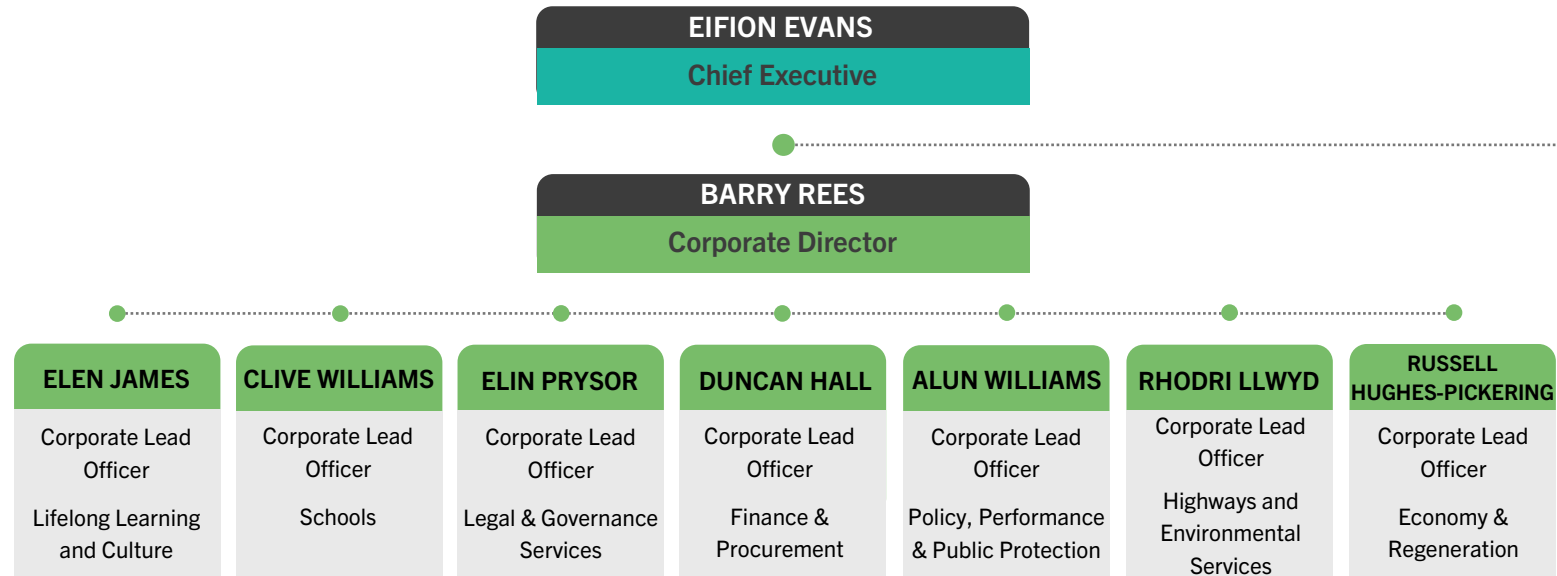 EIFION EVANS
Chief Executive
BARRY REES
Corporate Director
ELEN JAMES
Corporate Lead
Officer
Lifelong Learning
and Culture
CLIVE WILLIAMS
Corporate Lead
Officer
Schools
ELIN PRYSOR
Corporate Lead
Officer
Legal & Governance
Services
DUNCAN HALL
Corporate Lead
Officer
Finance &
Procurement
ALUN WILLIAMS
Corporate Lead
Officer
Policy, Performance
& Public Protection
RHODRI LLWYD
Corporate Lead
Officer
Highways and
Environmental
Services
RUSSELL
HUGHES-PICKERING
Corporate Lead
Officer
Economy &
Regeneration